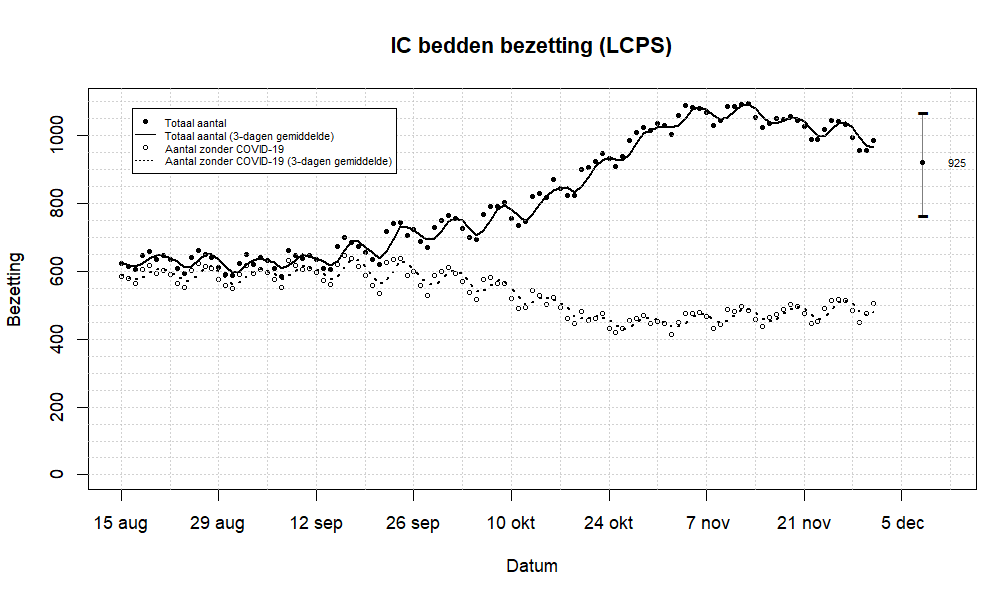 IC bedden bezetting (LCPS)
Totaal aantal
Totaal aantal (3-dagen gemiddelde)
Aantal zonder COVID-19
Aantal zonder COVID-19 (3-dagen gemiddelde)
925
Bezetting
1000
800
600
400
200
0
15 aug
29 aug
12 sep
26 sep
10 okt
24 okt
7 nov
21 nov
5 dec
Datum